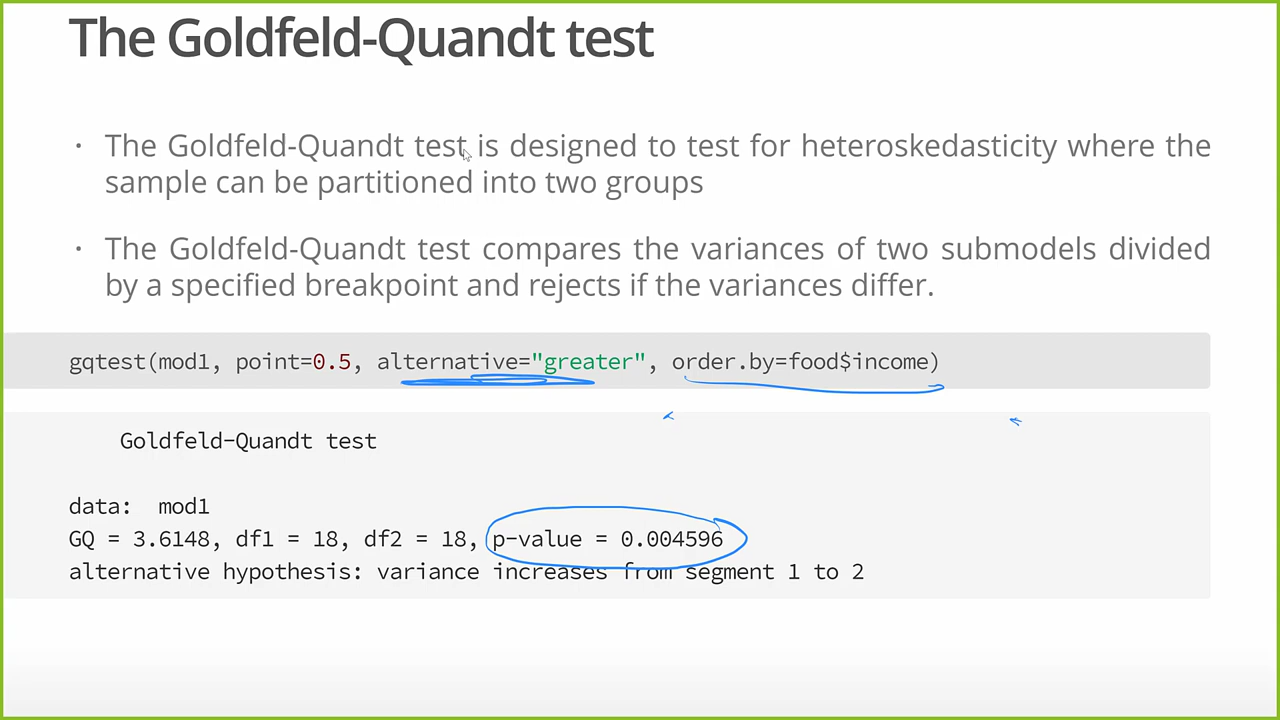 The Goldfeld-Quandt test
· The Goldfeld-Quandt test is designed to test for heteroskedasticity where the
sample can be partitioned into two groups
· The Goldfeld-Quandt test compares the variances of two submodels divided
by a specified breakpoint and rejects if the variances differ.
gqtest(mod1, point=0.5, alternative="greater", order.by=food$income)
Goldfeld-Quandt test
data: mod1
GQ = 3.6148, df1 = 18, df2 = 18, p-value = 0.004596
alternative hypothesis: variance increases from segment 1 to 2